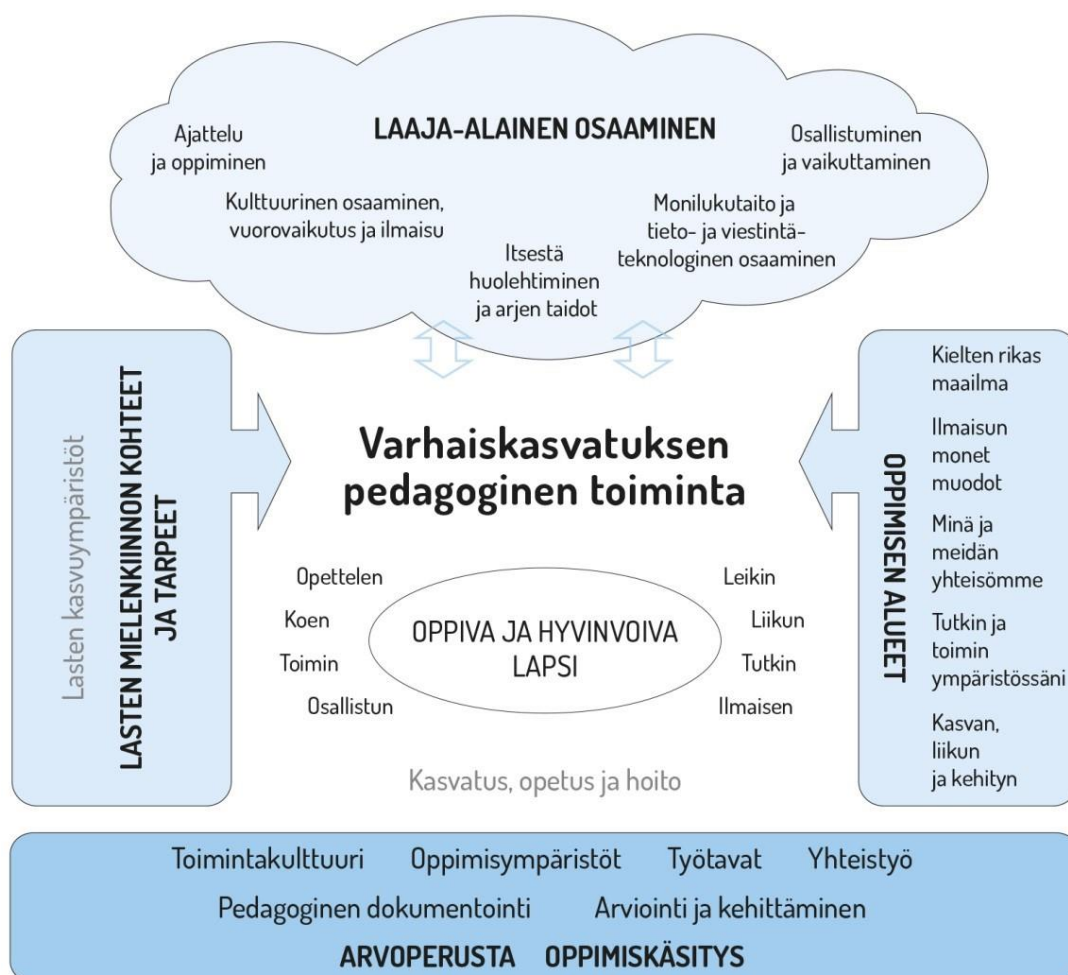 LAAJA-ALAINEN OSAAMINEN
Ajattelu
ja oppiminen
Kulttuurinen osaaminen,
vuorovaikutus ja ilmaisu
Itsestä
huolehtiminen
ja arjen taidot
Monilukutaito ja
tieto- ja viestintä-
teknologinen osaaminen
Osallistuminen
ja vaikuttaminen
Lasten kasvuympäristöt
LASTEN MIELENKIINNON KOHTEET
JA TARPEET
Varhaiskasvatuksen
pedagoginen toiminta
Opettelen
Koen
Toimin
Osallistun
OPPIVA JA HYVINVOIVA
LAPSI
Leikin
Liikun
Tutkin
Ilmaisen
Kasvatus, opetus ja hoito
OPPIMISEN ALUEET
Kielten rikas
maailma
Ilmaisun
monet
muodot
Minä ja
meidän
yhteisömme
Tutkin ja
toimin
ympäristössäni
Kasvan,
liikun
ja kehityn
Toimintakulttuuri Oppimisympäristöt Työtavat Yhteistyö
Pedagoginen dokumentointi Arviointi ja kehittäminen
ARVOPERUSTA OPPIMISKÄSITYS